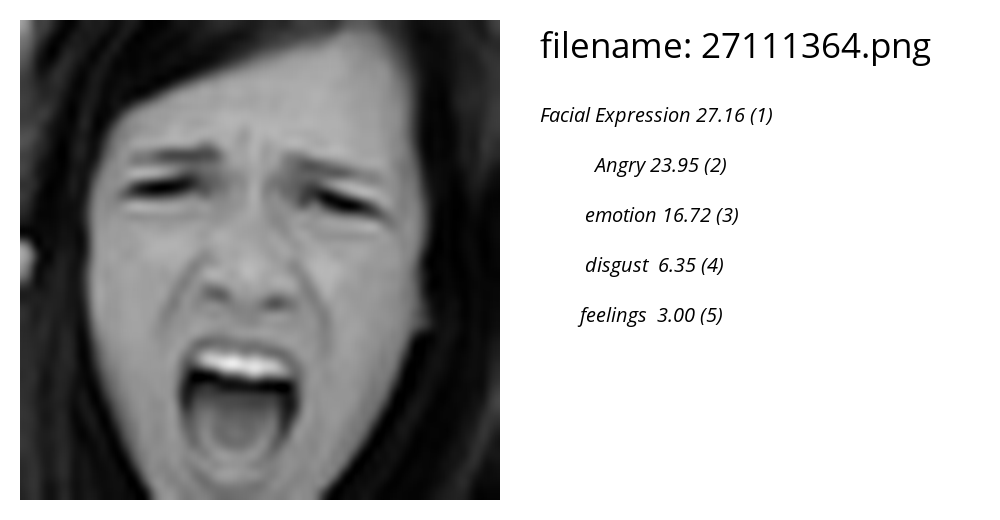 filename: 27111364.png
Facial Expression 27.16 (1)
Angry 23.95 (2)
emotion 16.72 (3)
disgust 6.35 (4)
feelings 3.00 (5)